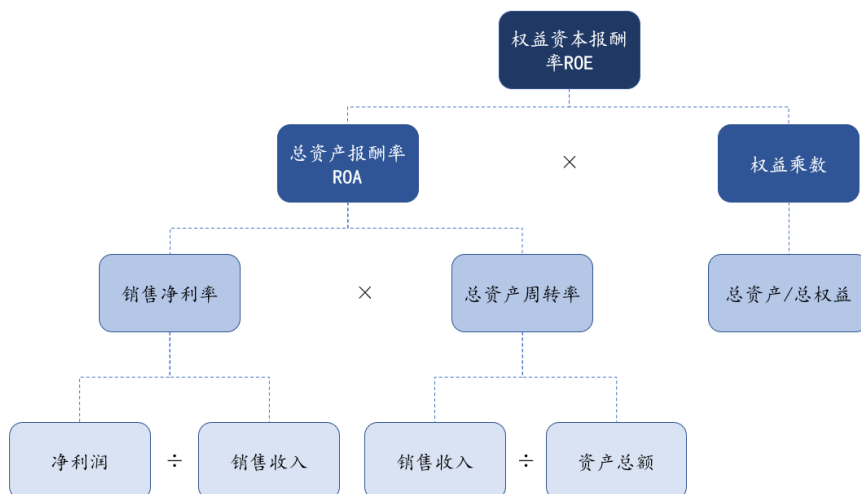 权益资本报酬
率ROE
总资产报酬率
ROA
×
权益乘数
销售净利率
×
总资产周转率
总资产/总权益
净利润
÷
销售收入
销售收入
÷
资产总额